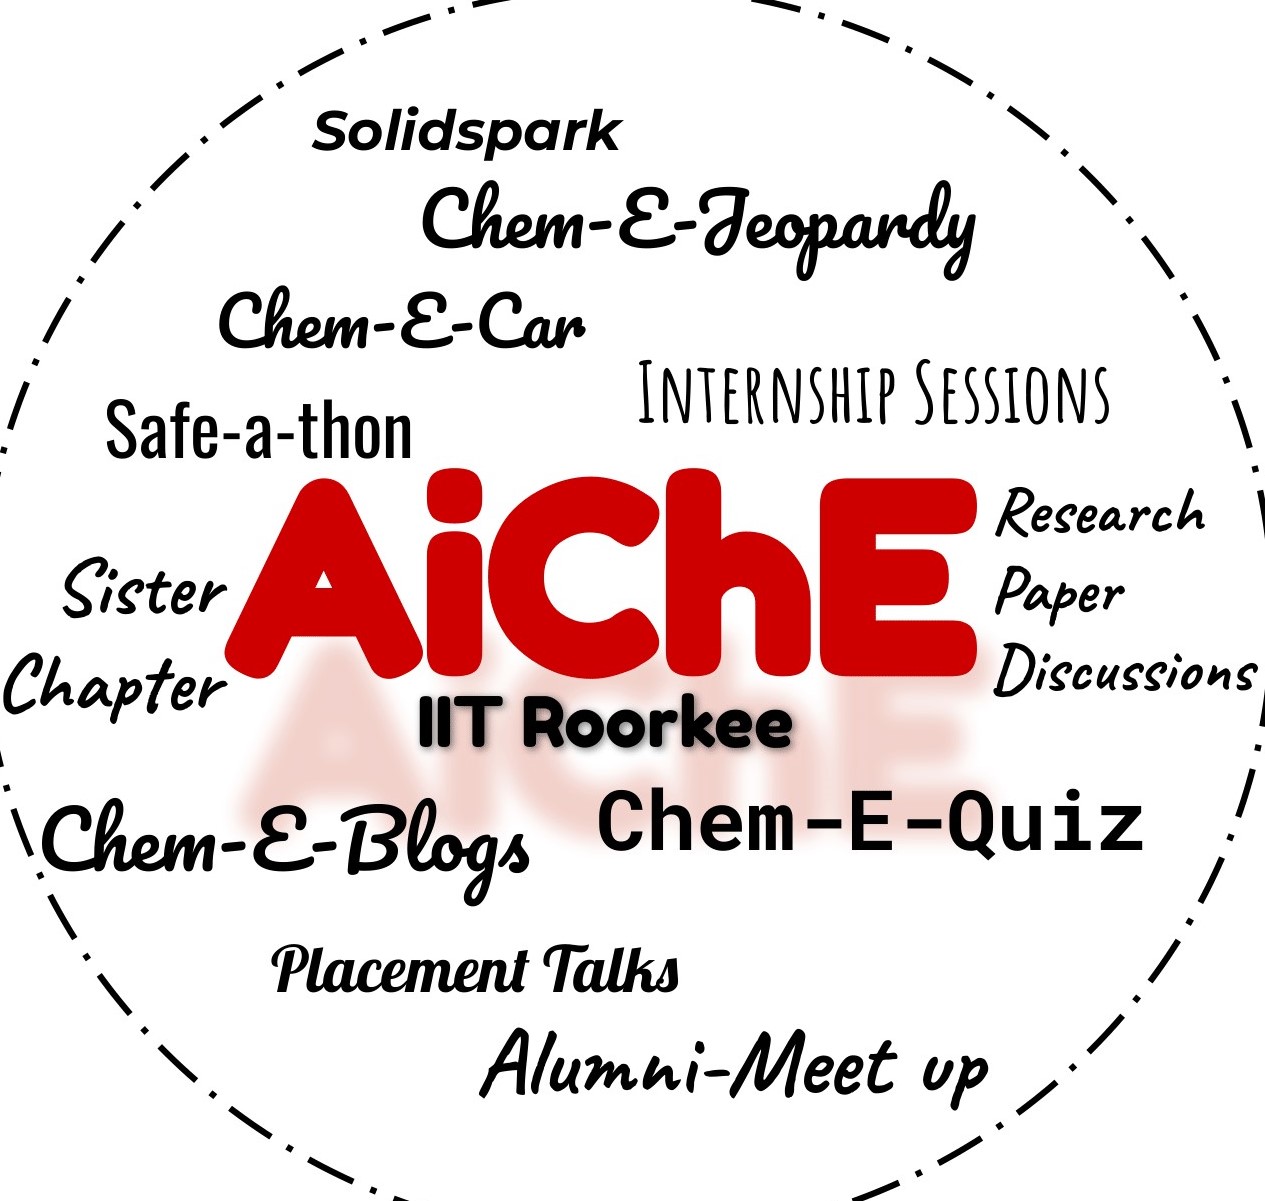 Solidspark
Chem-E-Jeopardy
Chem-E-Car
Internship Sessions
Safe-a-thon
AiChE
Sister
Chapter
Research
Paper
Discussions
IIT Roorkee
AiChE
Chem-E-Blogs
Chem-E-Quiz
Placement Talks
Alumni-Meet up